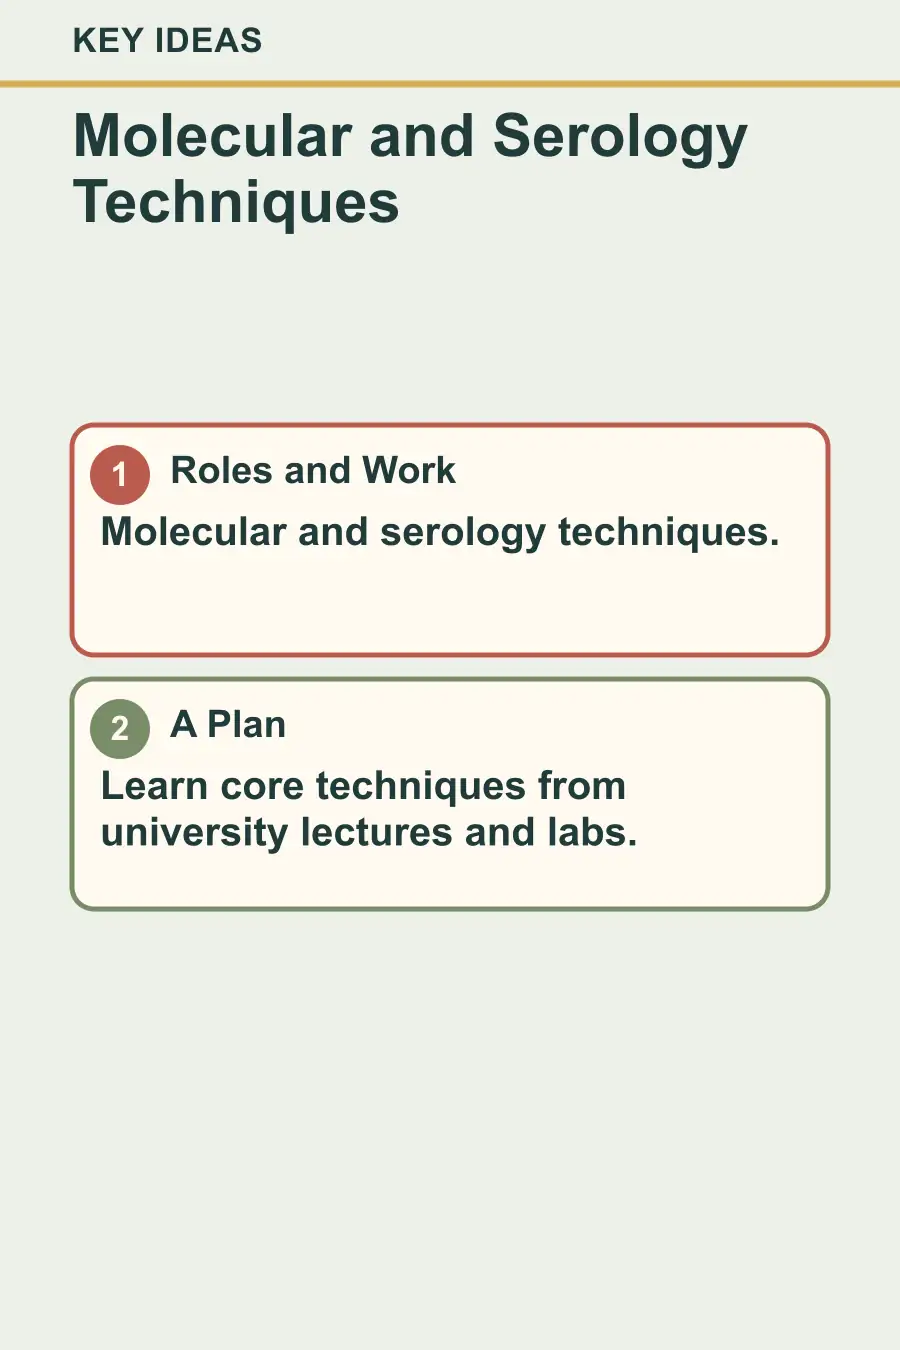 KEY IDEAS
Molecular and Serology
Techniques
1 Roles and Work
Molecular and serology techniques.
2 A Plan
Learn core techniques from
university lectures and labs.